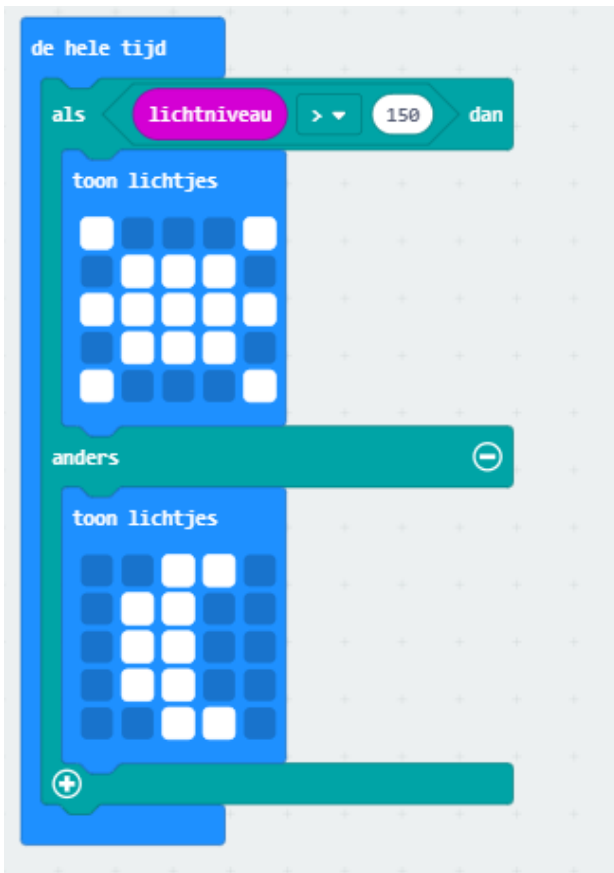 de hele tijd
als lichtniveau > 150 dan
toon lichtjes
anders
toon lichtjes